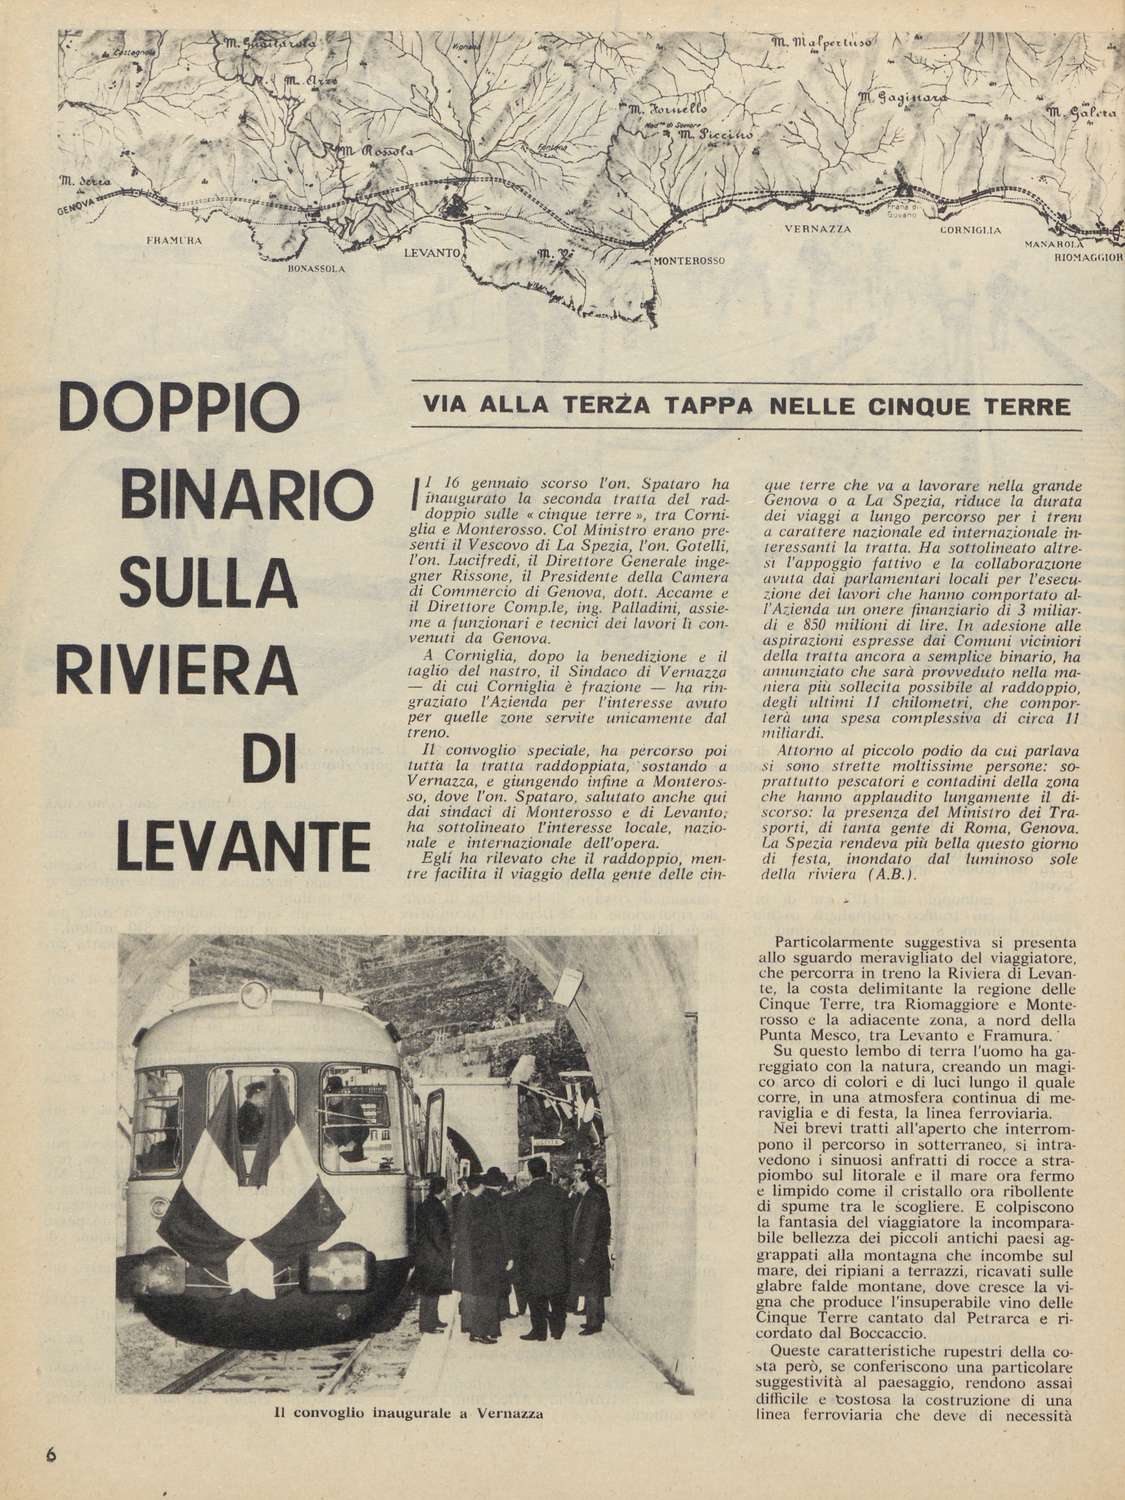 Castagnola
M. Guaitarola
Vignana
M. Malpertuso
M. Arzo
M. Gaginara
M. Fornello
M. Galera
M. Piccino
M. Rossola
Fontona
M. Serra
GENOVA
Frana di
Guvano
FRAMURA
VERNAZZA
CORNIGLIA
MANAROLA
LEVANTO
BONASSOLA
MONTEROSSO
RIOMAGGIOR
DOPPIO
BINARIO
SULLA
RIVIERA
DI
LEVANTE
VIA ALLA TERZA TAPPA NELLE CINQUE TERRE
Il 16 gennaio scorso l'on. Spataro ha
inaugurato la seconda tratta del rad-
doppio sulle « cinque terre », tra Corni-
glia e Monterosso. Col Ministro erano pre-
senti il Vescovo di La Spezia, l'on. Gotelli,
l'on. Lucifredi, il Direttore Generale inge-
gner Rissone, il Presidente della Camera
di Commercio di Genova, dott. Accame e
il Direttore Comp.le, ing. Palladini, assie-
me a funzionari e tecnici dei lavori lì con-
venuti da Genova.
A Corniglia, dopo la benedizione e il
taglio del nastro, il Sindaco di Vernazza
— di cui Corniglia è frazione — ha rin-
graziato l'Azienda per l'interesse avuto
per quelle zone servite unicamente dal
treno.
Il convoglio speciale, ha percorso poi
tutta la tratta raddoppiata, sostando a
Vernazza, e giungendo infine a Monteros-
so, dove l'on. Spataro, salutato anche qui
dai sindaci di Monterosso e di Levanto,
ha sottolineato l'interesse locale, nazio-
nale e internazionale dell'opera.
Egli ha rilevato che il raddoppio, men-
tre facilita il viaggio della gente delle cin-
que terre che va a lavorare nella grande
Genova o a La Spezia, riduce la durata
dei viaggi a lungo percorso per i treni
a carattere nazionale ed internazionale in-
teressanti la tratta. Ha sottolineato altre-
sì l'appoggio fattivo e la collaborazione
avuta dai parlamentari locali per l'esecu-
zione dei lavori che hanno comportato al-
l'Azienda un onere finanziario di 3 miliar-
di e 850 milioni di lire. In adesione alle
aspirazioni espresse dai Comuni viciniori
della tratta ancora a semplice binario, ha
annunziato che sarà provveduto nella ma-
niera più sollecita possibile al raddoppio,
degli ultimi 11 chilometri, che compor-
terà una spesa complessiva di circa 11
miliardi.
Attorno al piccolo podio da cui parlava
si sono strette moltissime persone: so-
prattutto pescatori e contadini della zona
che hanno applaudito lungamente il di-
scorso: la presenza del Ministro dei Tra-
sporti, di tanta gente di Roma, Genova.
La Spezia rendeva più bella questo giorno
di festa, inondato dal luminoso sole
della riviera (A.B.).
Particolarmente suggestiva si presenta
allo sguardo meravigliato del viaggiatore,
che percorra in treno la Riviera di Levan-
te, la costa delimitante la regione delle
Cinque Terre, tra Riomaggiore e Monte-
rosso e la adiacente zona, a nord della
Punta Mesco, tra Levanto e Framura.
Su questo lembo di terra l'uomo ha ga-
reggiato con la natura, creando un magi-
co arco di colori e di luci lungo il quale
corre, in una atmosfera continua di me-
raviglia e di festa, la linea ferroviaria.
Nei brevi tratti all'aperto che interrom-
pono il percorso in sotterraneo, si intra-
vedono i sinuosi anfratti di rocce a stra-
piombo sul litorale e il mare ora fermo
e limpido come il cristallo ora ribollente
di spume tra le scogliere. E colpiscono
la fantasia del viaggiatore la incompara-
bile bellezza dei piccoli antichi paesi ag-
grappati alla montagna che incombe sul
mare, dei ripiani a terrazzi, ricavati sulle
glabre falde montane, dove cresce la vi-
gna che produce l'insuperabile vino delle
Cinque Terre cantato dal Petrarca e ri-
cordato dal Boccaccio.
Queste caratteristiche rupestri della co-
sta però, se conferiscono una particolare
suggestività al paesaggio, rendono assai
difficile e costosa la costruzione di una
linea ferroviaria che deve di necessità
Il convoglio inaugurale a Vernazza
6